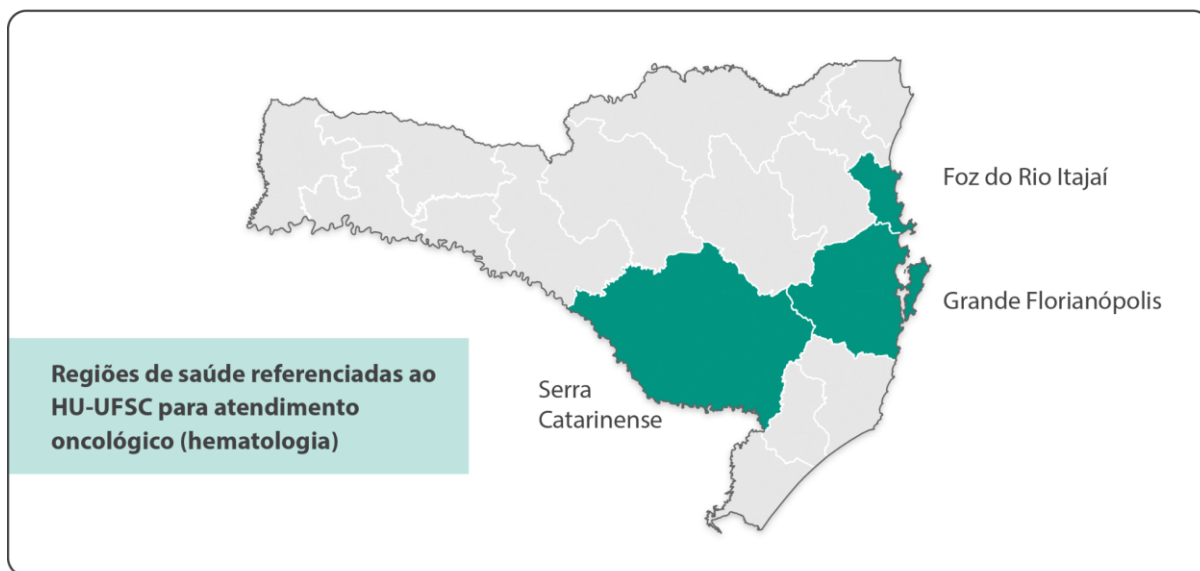 Foz do Rio Itajaí
Grande Florianópolis
Serra
Catarinense
Regiões de saúde referenciadas ao
HU-UFSC para atendimento
oncológico (hematologia)